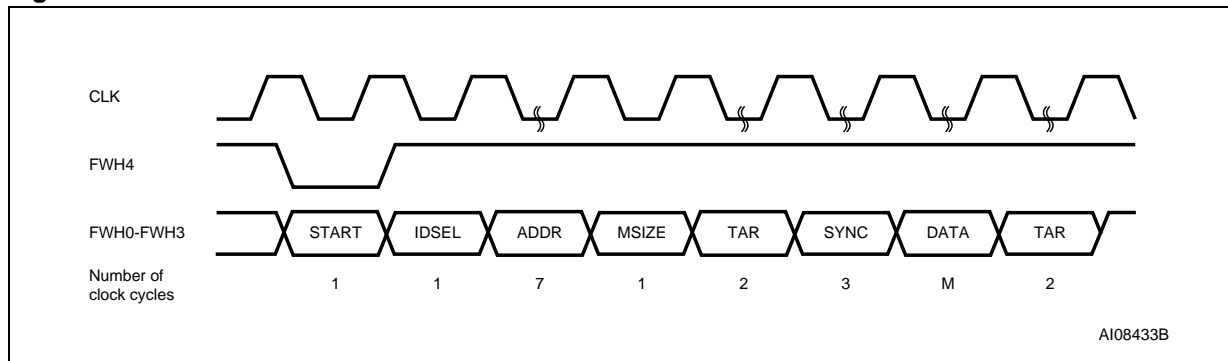 CLK
FWH4
FWH0-FWH3
START IDSEL ADDR MSIZE TAR SYNC DATA TAR
Number of
clock cycles
1 1 7 1 2 3 M 2
AI08433B